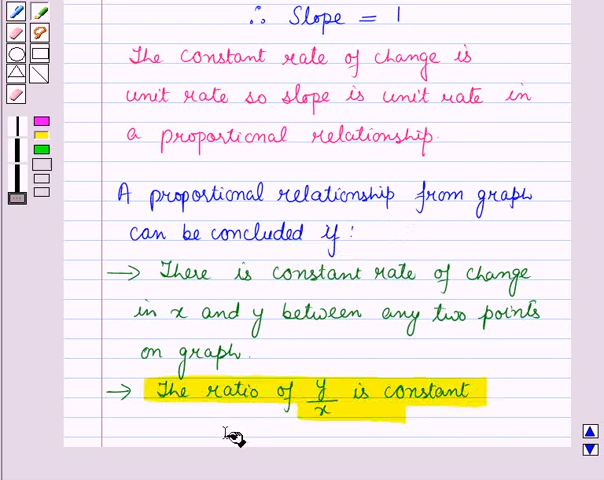 ∴ Slope = 1
The constant rate of change is
unit rate so slope is unit rate in
a proportional relationship.
A proportional relationship from graph
can be concluded if :
→ There is constant rate of change
in x and y between any two points
on graph.
→ The ratio of y/x is constant